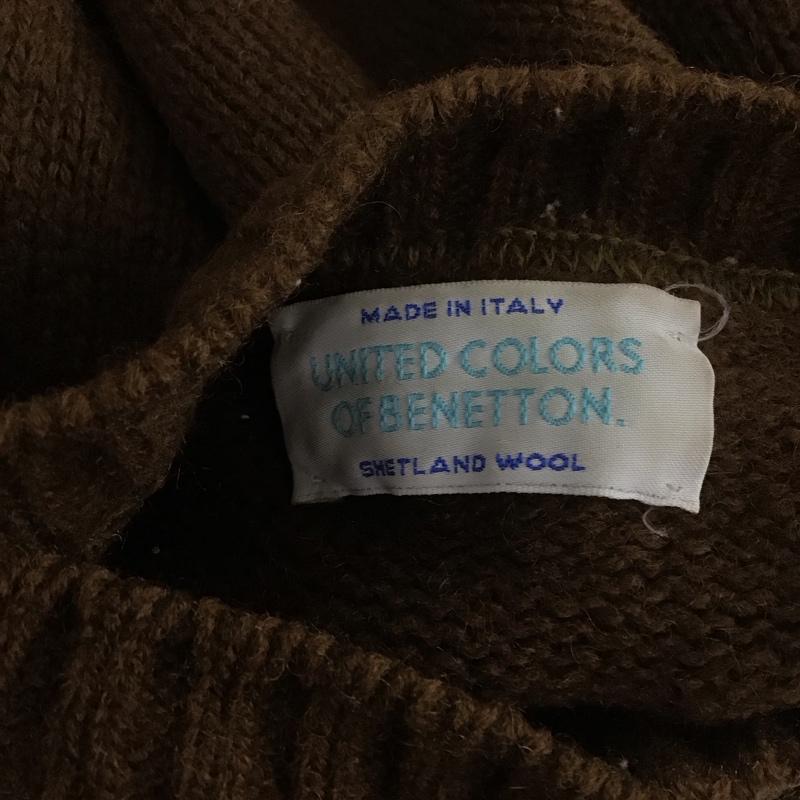 MADE IN ITALY
UNITED COLORS
OF BENETTON.
SHETLAND WOOL